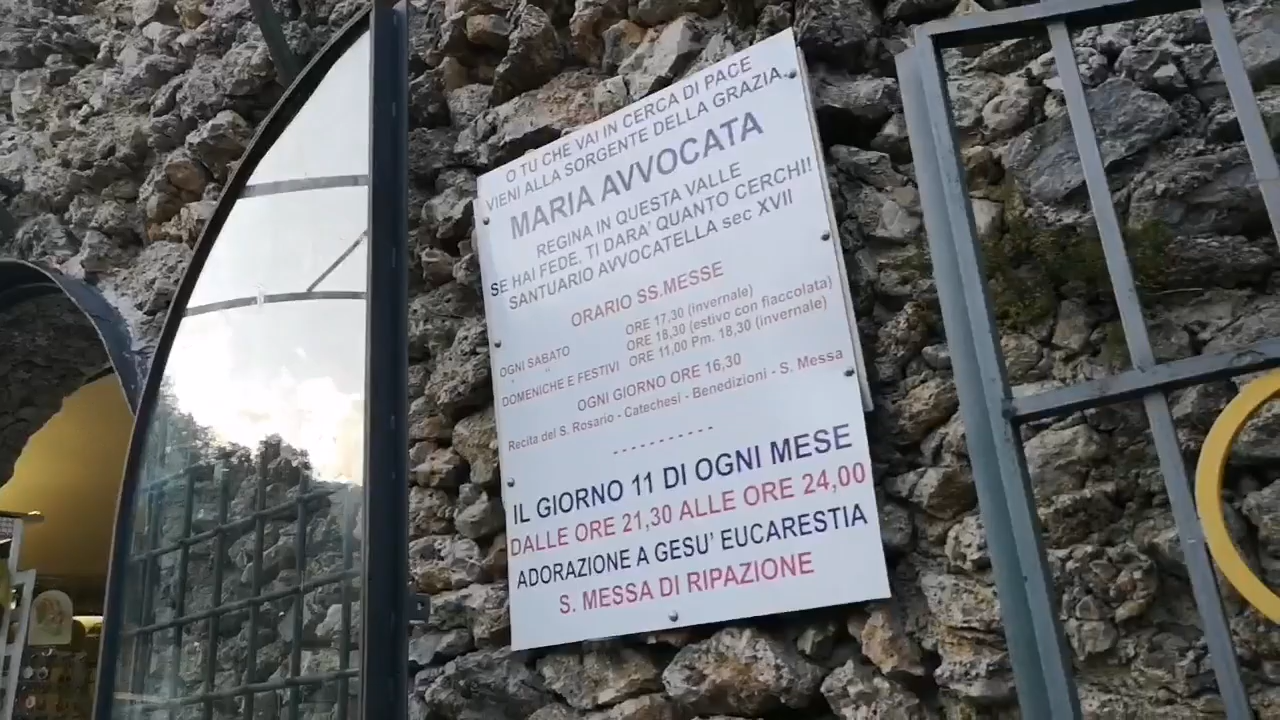 O TU CHE VAI IN CERCA DI PACE
VIENI ALLA SORGENTE DELLA GRAZIA
MARIA AVVOCATA
REGINA IN QUESTA VALLE
SE HAI FEDE, TI DARA' QUANTO CERCHI!!
SANTUARIO AVVOCATELLA sec XVII
ORARIO SS.MESSE
OGNI SABATO ORE 17,30 (invernale)
" " ORE 18,30 (estivo con fiaccolata)
DOMENICHE E FESTIVI ORE 11,00 Pm. 18,30 (invernale)
OGNI GIORNO ORE 16,30
Recita del S. Rosario - Catechesi - Benedizioni - S. Messa
- - - - - - - - - -
IL GIORNO 11 DI OGNI MESE
DALLE ORE 21,30 ALLE ORE 24,00
ADORAZIONE A GESU' EUCARESTIA
S. MESSA DI RIPAZIONE